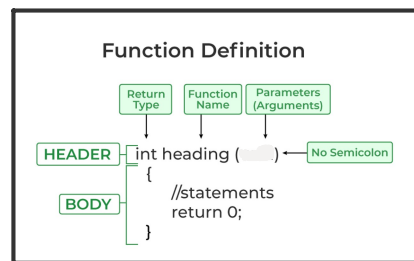 Function Definition
Return
Type
Function
Name
Parameters
(Arguments)
HEADER
int heading ( )
No Semicolon
BODY
{
//statements
return 0;
}